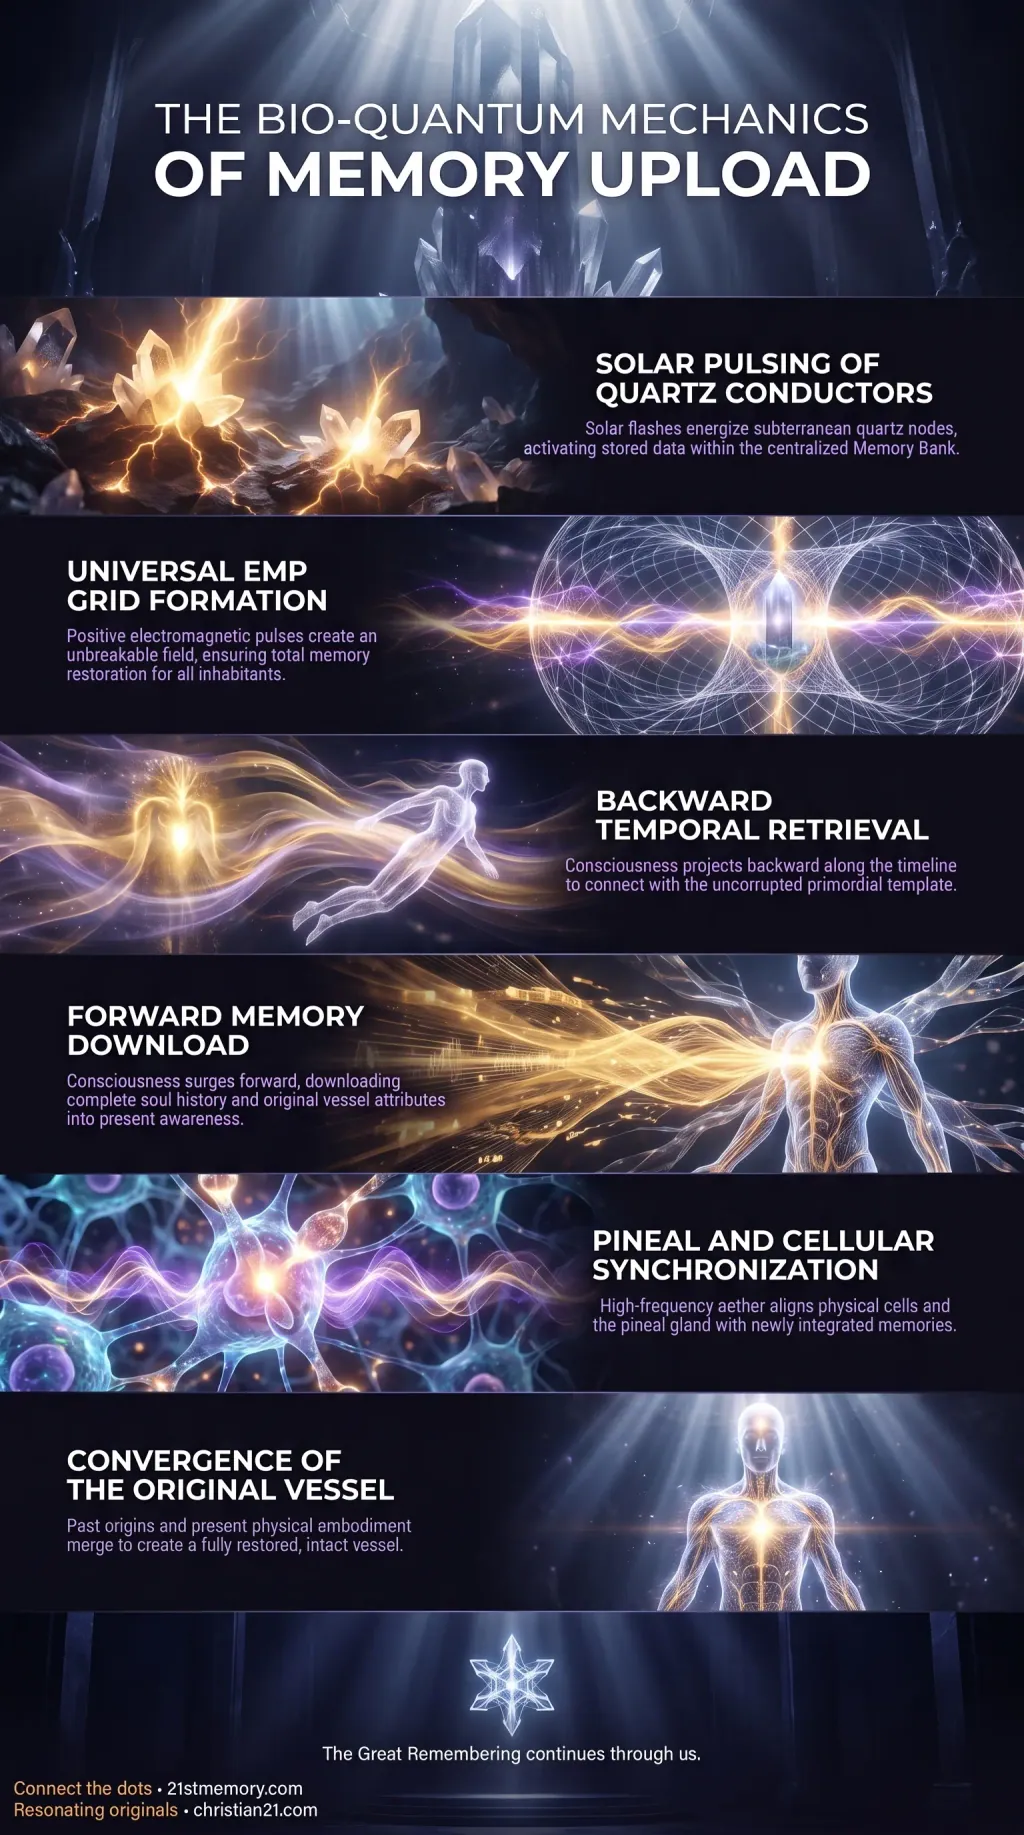 THE BIO-QUANTUM MECHANICS
OF MEMORY UPLOAD
SOLAR PULSING OF
QUARTZ CONDUCTORS
Solar flashes energize subterranean quartz nodes,
activating stored data within the centralized Memory Bank.
UNIVERSAL EMP
GRID FORMATION
Positive electromagnetic pulses create an
unbreakable field, ensuring total memory
restoration for all inhabitants.
BACKWARD
TEMPORAL RETRIEVAL
Consciousness projects backward along the timeline
to connect with the uncorrupted primordial template.
FORWARD MEMORY
DOWNLOAD
Consciousness surges forward, downloading
complete soul history and original vessel attributes
into present awareness.
PINEAL AND CELLULAR
SYNCHRONIZATION
High-frequency aether aligns physical cells and
the pineal gland with newly integrated memories.
CONVERGENCE OF
THE ORIGINAL VESSEL
Past origins and present physical ambodiment
merge to create a fully restored, intact vessel.
The Great Remembering continues through us.
Connect the dots • 21stmemory.com
Resonating originals • christian21.com